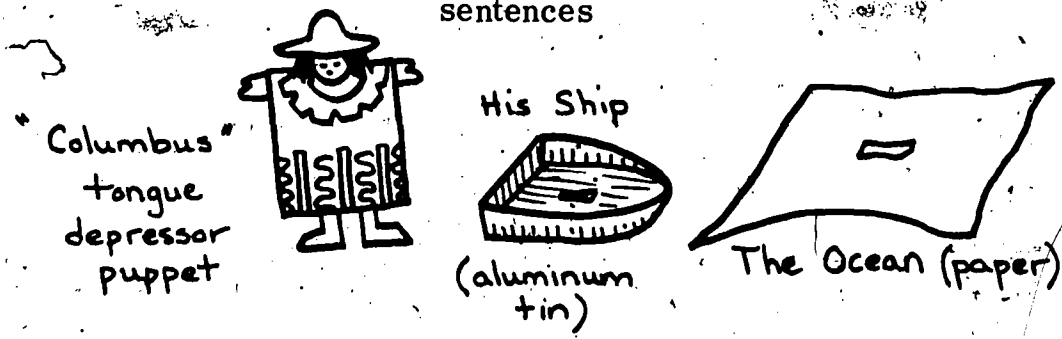 sentences
"Columbus"
tongue
depressor
puppet
His Ship
(aluminum
tin)
The Ocean (paper)